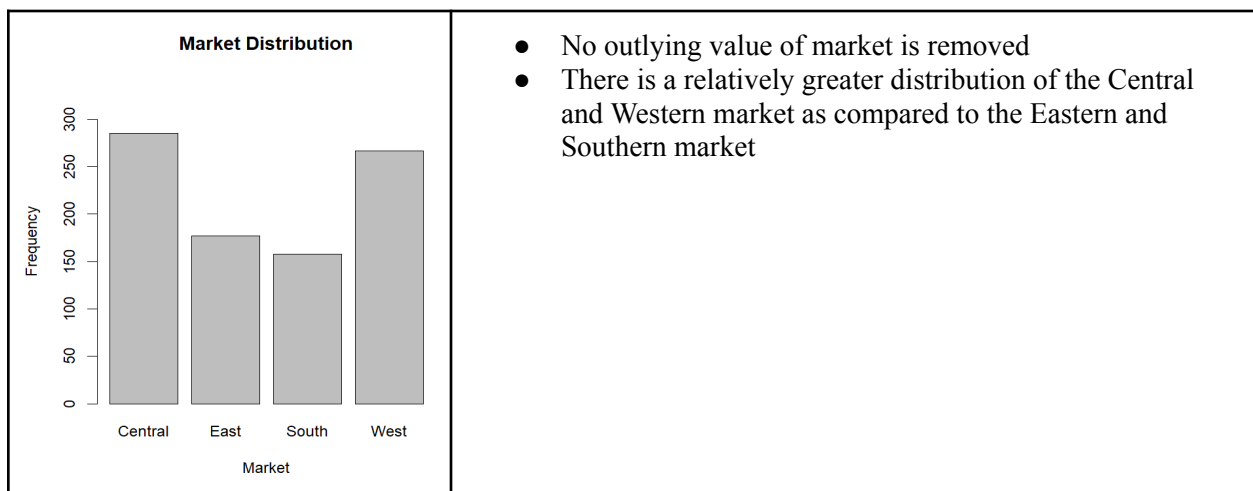 Market Distribution
300
250
200
150
100
50
0
Frequency
Central East South West
Market
● No outlying value of market is removed
● There is a relatively greater distribution of the Central
and Western market as compared to the Eastern and
Southern market